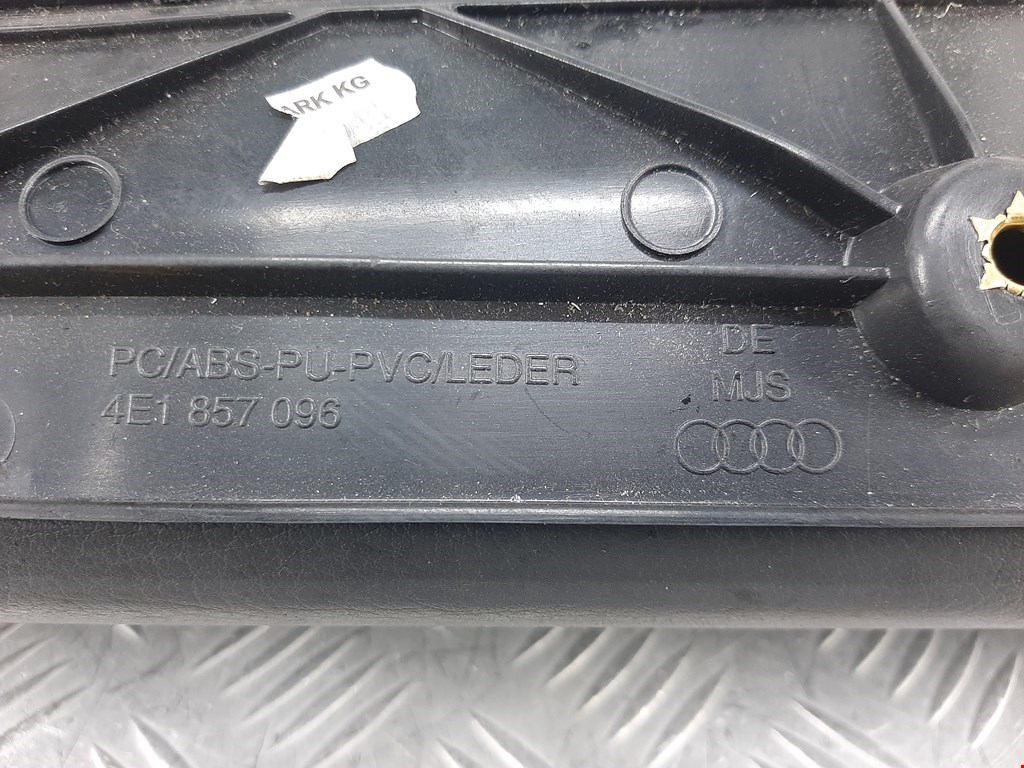 ARK KG
PC/ABS-PU-PVC/LEDER
4E1 857 096
DE
MJS